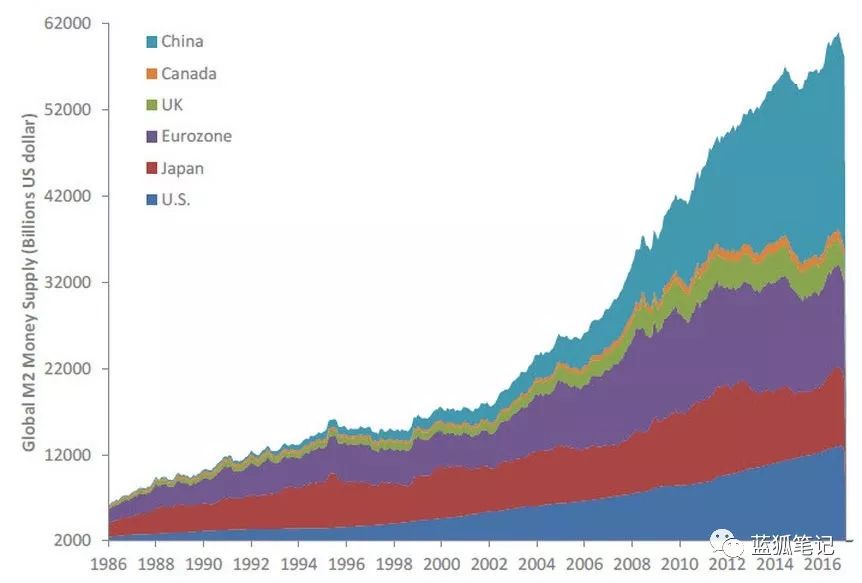 62000
52000
42000
32000
22000
12000
2000
Global M2 Money Supply (Billions US dollar)
China
Canada
UK
Eurozone
Japan
U.S.
1986 1988 1990 1992 1994 1996 1998 2000 2002 2004 2006 2008 2010 2012 2014 2016
蓝狐笔记